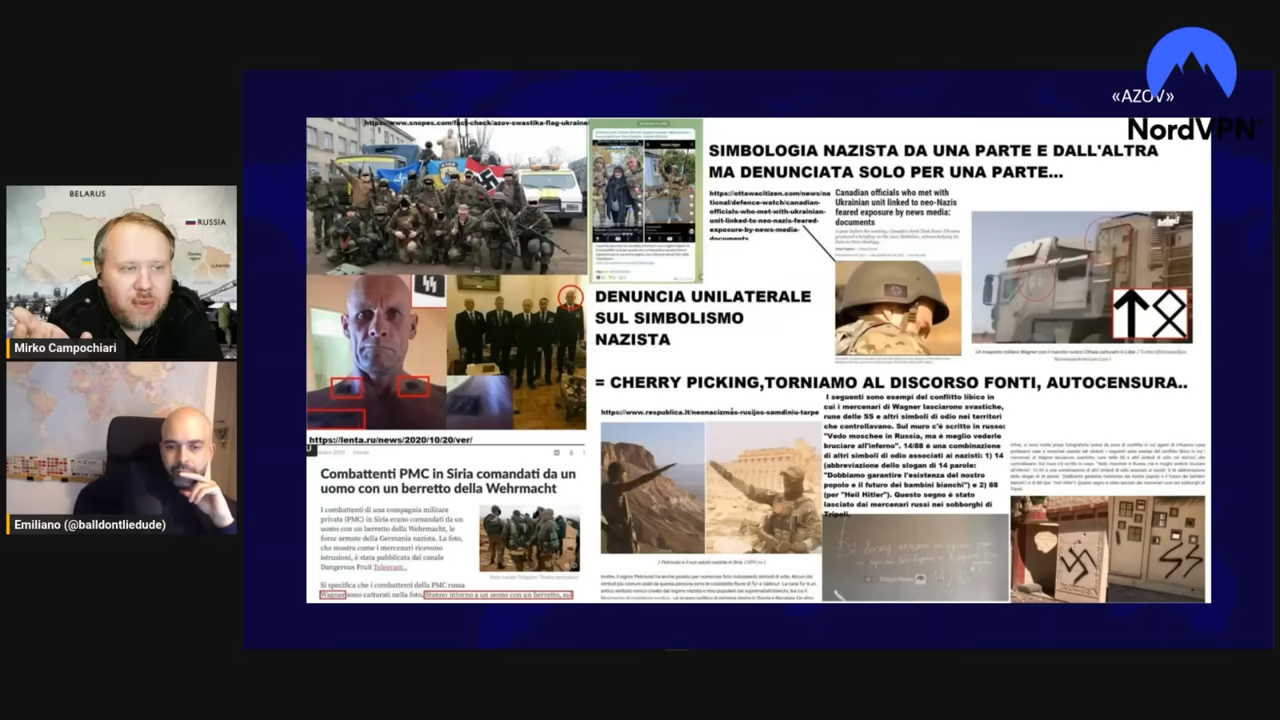 «AZOV»
NordVPN®
BELARUS
RUSSIA
Mirko Campochiari
Emiliano (@balldontliedude)
https://www.snopes.com/fact-check/azov-swastika-flag-ukraine
SIMBOLOGIA NAZISTA DA UNA PARTE E DALL'ALTRA
MA DENUNCIATA SOLO PER UNA PARTE...
https://ottawacitizen.com/news/na
tional/defence-watch/canadian-
officials-who-met-with-ukrainian-
unit-linked-to-neo-nazis-feared-
exposure-by-news-media-
documents
Canadian officials who met with
Ukrainian unit linked to neo-Nazis
feared exposure by news media:
documents
DENUNCIA UNILATERALE
SUL SIMBOLISMO
NAZISTA
= CHERRY PICKING,TORNIAMO AL DISCORSO FONTI, AUTOCENSURA..
https://lenta.ru/news/2020/10/20/ver/
Combattenti PMC in Siria comandati da un
uomo con un berretto della Wehrmacht
I combattenti di una compagnia militare
privata (PMC) in Siria erano comandati da un
uomo con un berretto della Wehrmacht, le
forze armate della Germania nazista. La foto,
che mostra come i mercenari ricevono
istruzioni, è stata pubblicata dal canale
Dangerous Fruit Telegram .
Si specifica che i combattenti della PMC russa
Wagner sono catturati nella foto. Stanno intorno a un uomo con un berretto, sul
https://www.respublica.lt/neonacizmas-rusijos-samdiniu-tarpe
I seguenti sono esempi del conflitto libico in
cui i mercenari di Wagner lasciarono svastiche,
rune delle SS e altri simboli di odio nei territori
che controllavano. Sul muro c'è scritto in russo:
"Vedo moschee in Russia, ma è meglio vederle
bruciare all'inferno". 14/88 è una combinazione
di altri simboli di odio associati ai nazisti: 1) 14
(abbreviazione dello slogan di 14 parole:
"Dobbiamo garantire l'esistenza del nostro
popolo e il futuro dei bambini bianchi") e 2) 88
(per "Heil Hitler"). Questo segno è stato
lasciato dai mercenari russi nei sobborghi di
Tripoli.